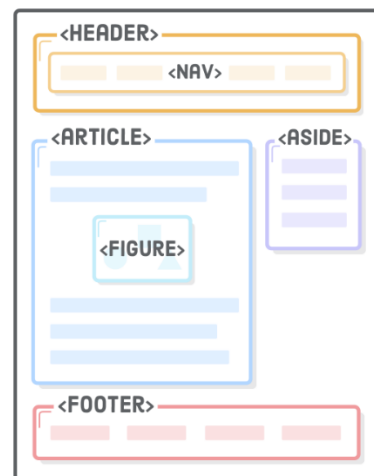 <HEADER>
<NAV>
<ARTICLE>
<ASIDE>
<FIGURE>
<FOOTER>